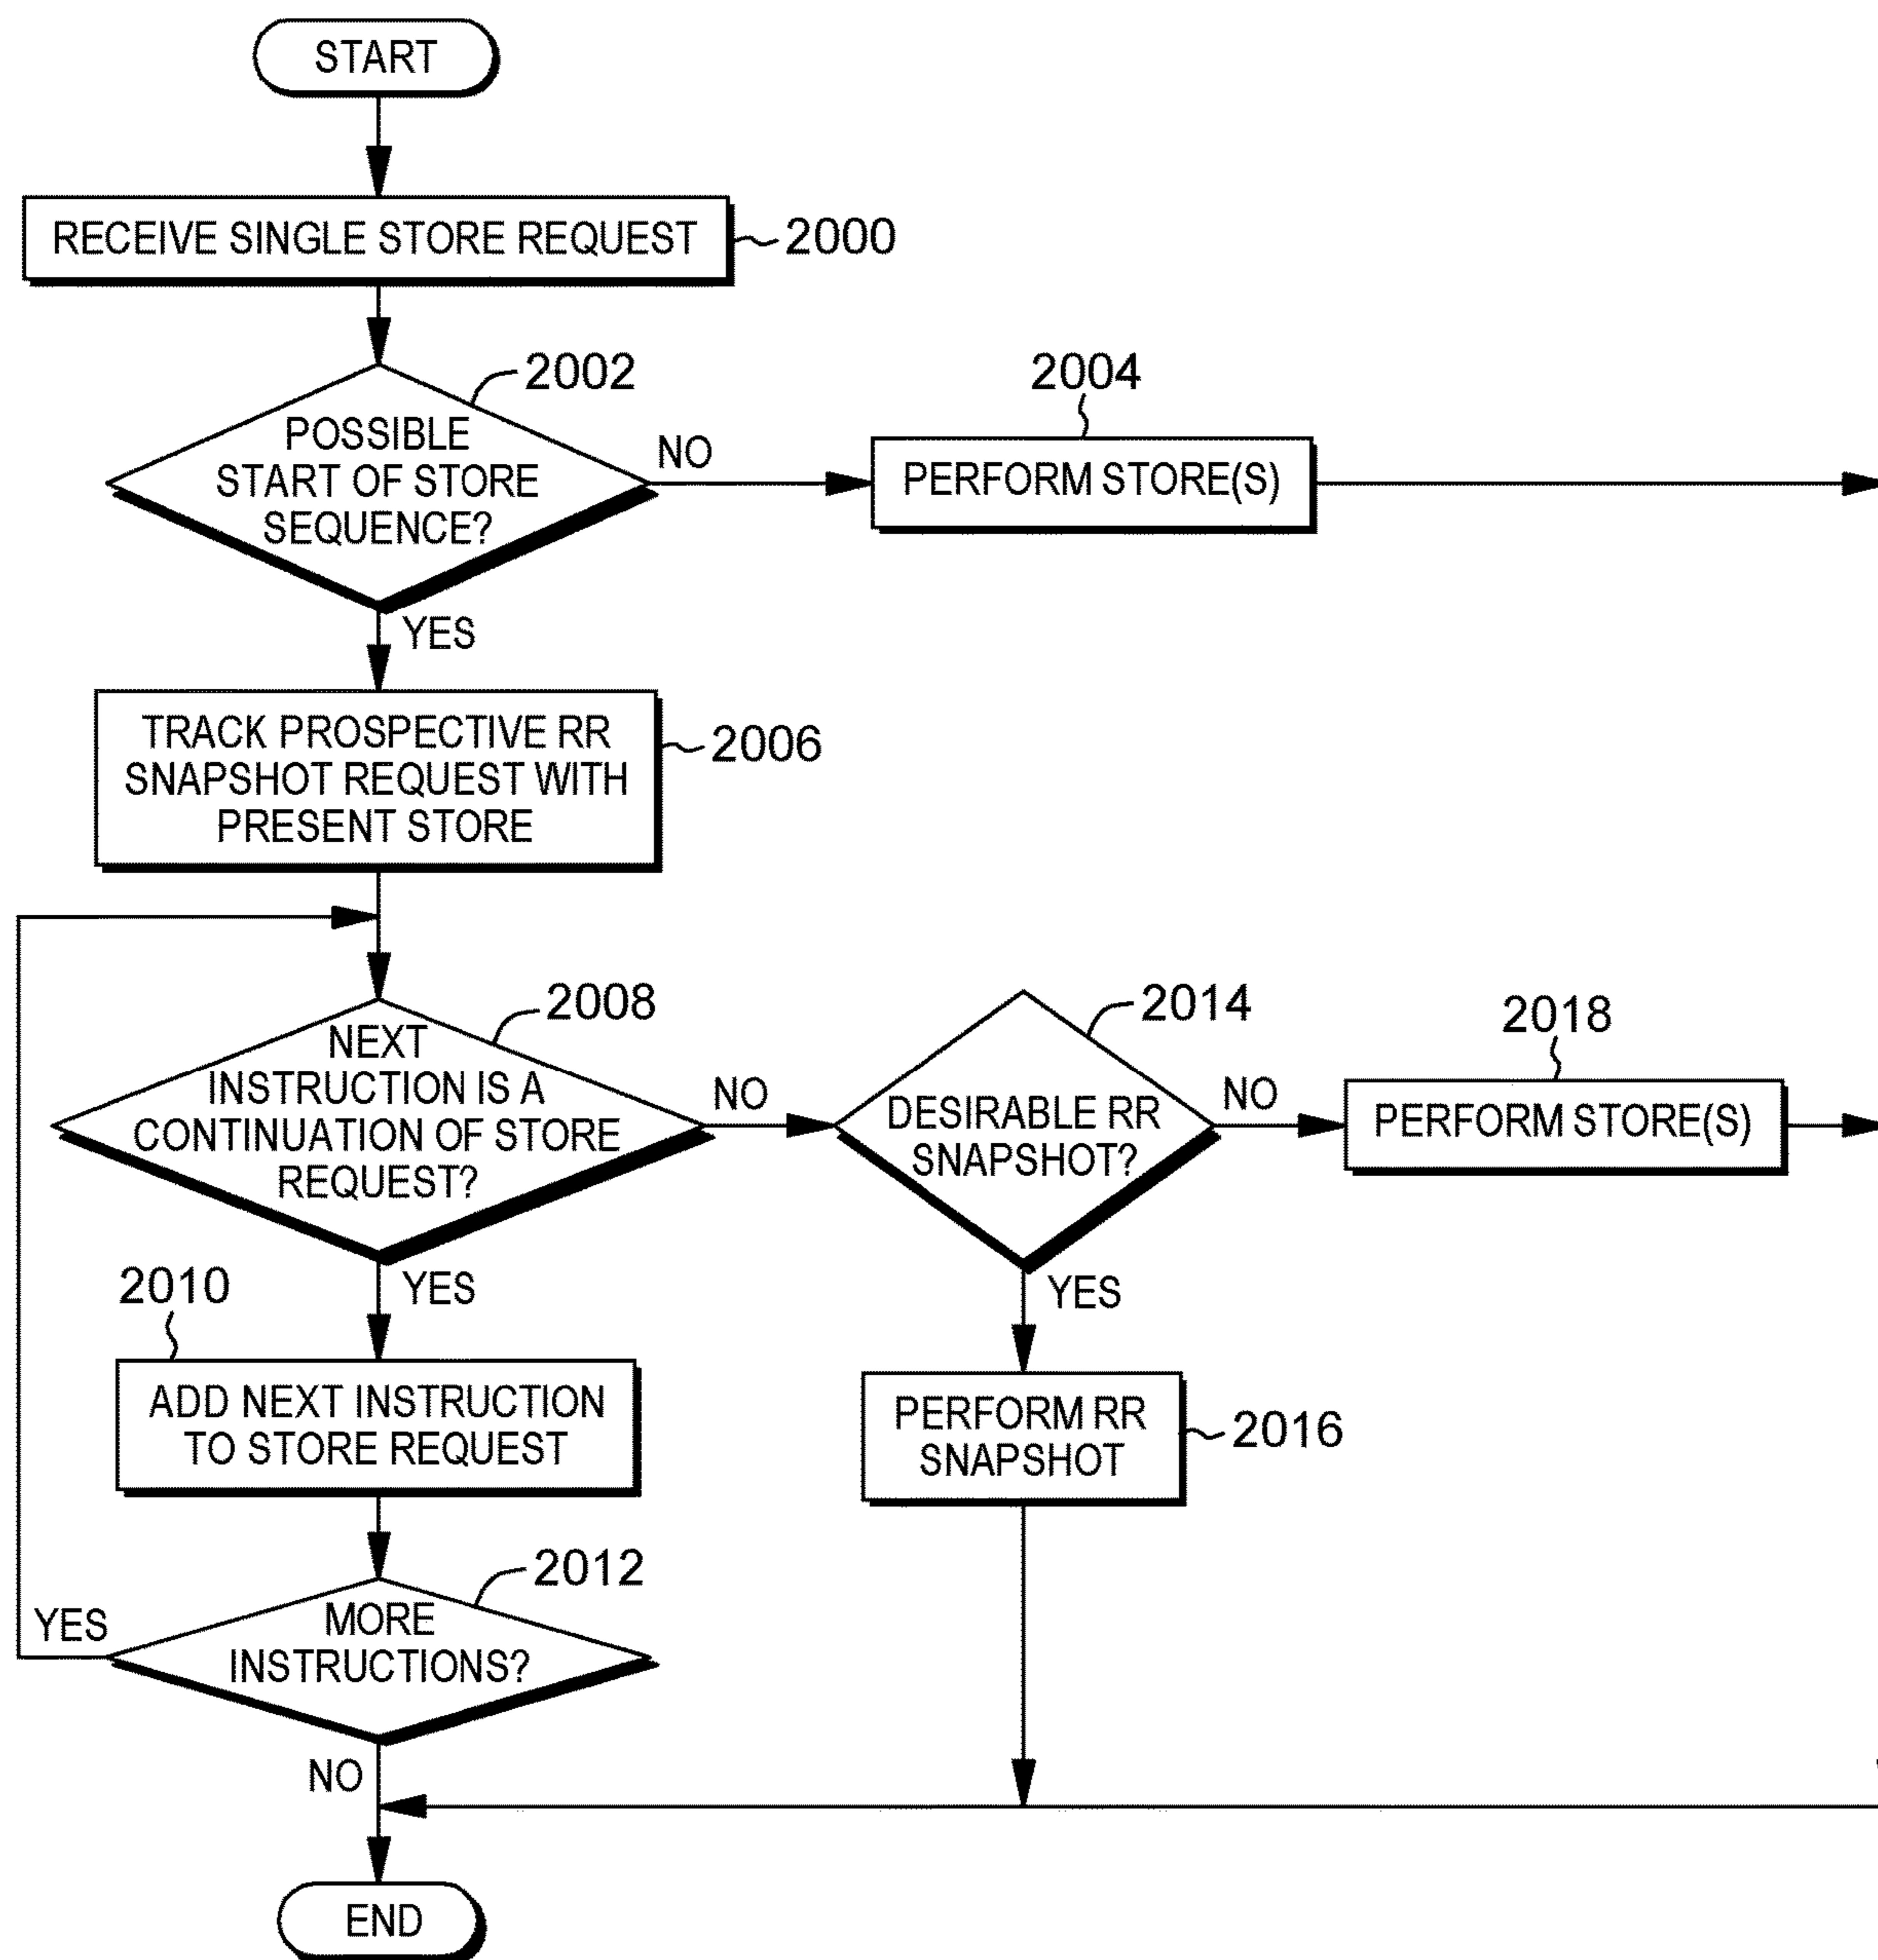 START
RECEIVE SINGLE STORE REQUEST
2000
2002
POSSIBLE
START OF STORE
SEQUENCE?
NO
2004
PERFORM STORE(S)
YES
TRACK PROSPECTIVE RR
SNAPSHOT REQUEST WITH
PRESENT STORE
2006
2008
NEXT
INSTRUCTION IS A
CONTINUATION OF STORE
REQUEST?
NO
2014
DESIRABLE RR
SNAPSHOT?
NO
2018
PERFORM STORE(S)
YES
2010
ADD NEXT INSTRUCTION
TO STORE REQUEST
YES
PERFORM RR
SNAPSHOT
2016
2012
MORE
INSTRUCTIONS?
YES
NO
END